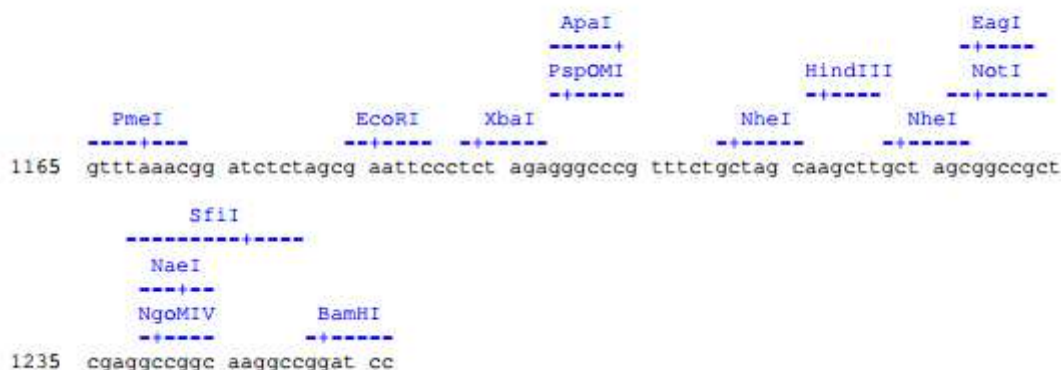 ApaI EagI
-----+ -+----
PspOMI HindIII NotI
-+---- -+---- --+-----
PmeI EcoRI XbaI NheI NheI
----+--- --+---- -+----- -+----- -+-----
1165 gtttaaacgg atctctagcg aattccctct agagggcccg tttctgctag caagcttgct agcggccgct
SfiI
---------+----
NaeI
---+--
NgoMIV BamHI
-+---- -+-----
1235 cgaggccggc aaggccggat cc